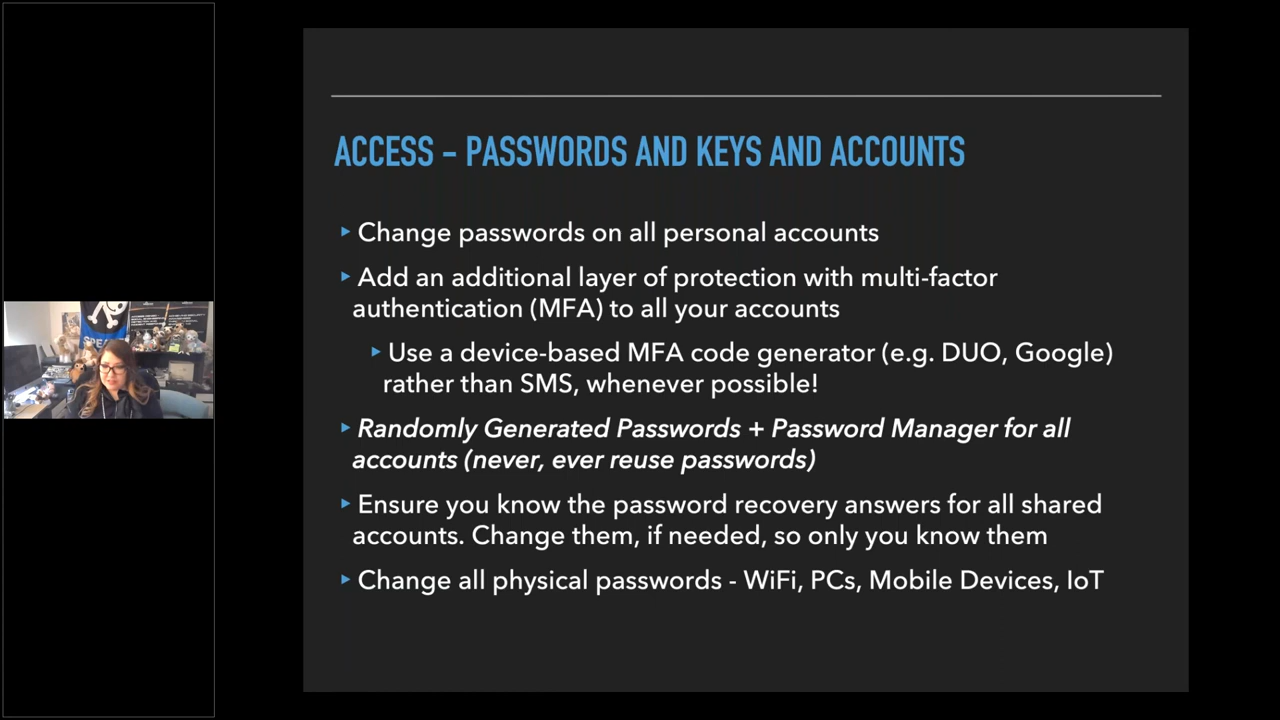 ACCESS – PASSWORDS AND KEYS AND ACCOUNTS
▸ Change passwords on all personal accounts
▸ Add an additional layer of protection with multi-factor
authentication (MFA) to all your accounts
▸ Use a device-based MFA code generator (e.g. DUO, Google)
rather than SMS, whenever possible!
▸ Randomly Generated Passwords + Password Manager for all
accounts (never, ever reuse passwords)
▸ Ensure you know the password recovery answers for all shared
accounts. Change them, if needed, so only you know them
▸ Change all physical passwords - WiFi, PCs, Mobile Devices, IoT